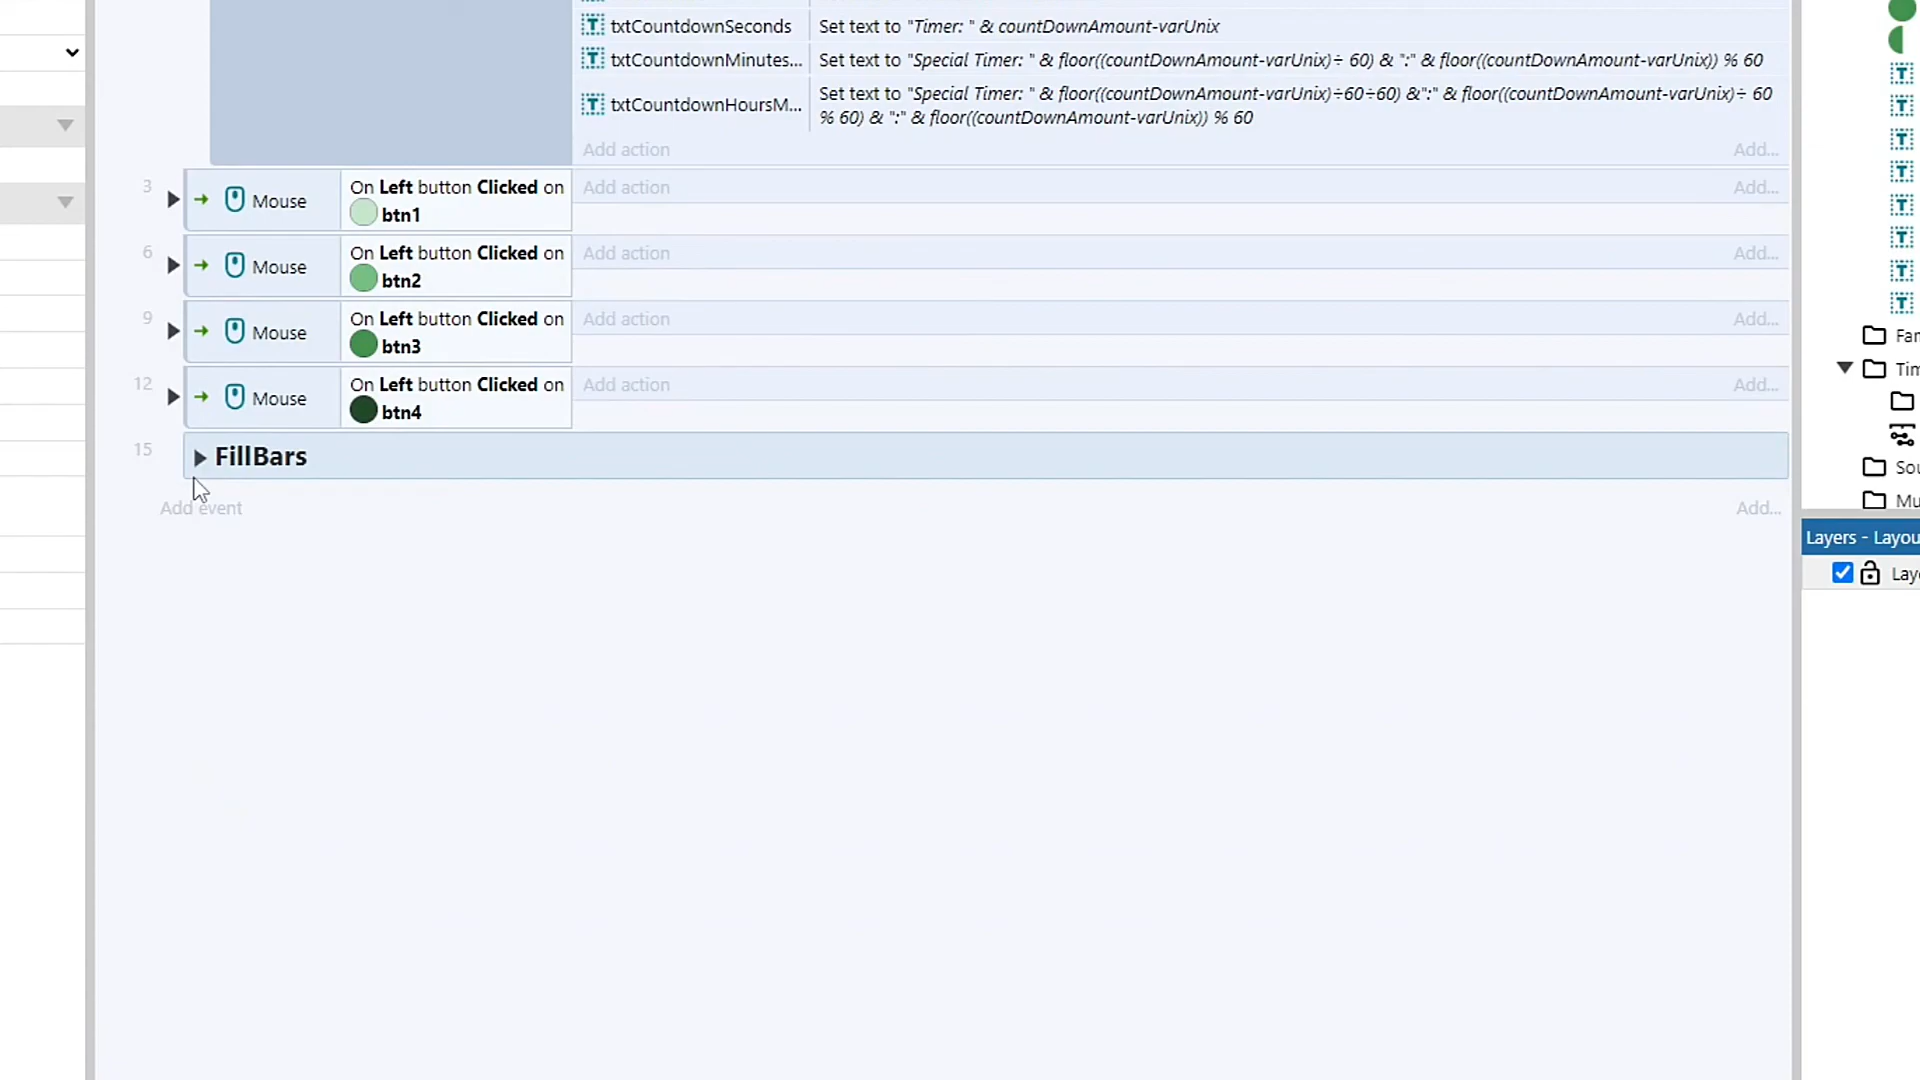 txtCountdownSeconds Set text to "Timer: " & countDownAmount-varUnix
txtCountdownMinutes... Set text to "Special Timer: " & floor((countDownAmount-varUnix)÷ 60) & ":" & floor((countDownAmount-varUnix)) % 60
txtCountdownHoursM... Set text to "Special Timer: " & floor((countDownAmount-varUnix)÷60÷60) &":" & floor((countDownAmount-varUnix)÷ 60
% 60) & ":" & floor((countDownAmount-varUnix)) % 60
Add action Add...
3 Mouse On Left button Clicked on
btn1
Add action Add...
6 Mouse On Left button Clicked on
btn2
Add action Add...
9 Mouse On Left button Clicked on
btn3
Add action Add...
12 Mouse On Left button Clicked on
btn4
Add action Add...
15 FillBars
Add event Add...
Fam
Tim
Sou
Mu
Layers - Layou
Laye